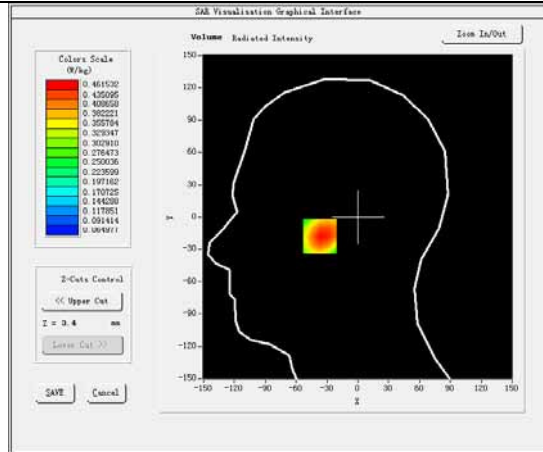 SAR Visualisation Graphical Interface
Volume Radiated Intensity
Zoom In/Out
Colors Scale
(W/kg)
0.461532
0.435095
0.408658
0.382221
0.355784
0.329347
0.302910
0.276473
0.250036
0.223599
0.197162
0.170725
0.144288
0.117851
0.091414
0.064977
Z-Cuts Control
<< Upper Cut
Z = 3.4 mm
Lower Cut >>
SAVE Cancel
150-
120-
90-
60-
30-
0-
-30-
-60-
-90-
-120-
-150-
Y
-150 -120 -90 -60 -30 0 30 60 90 120 150